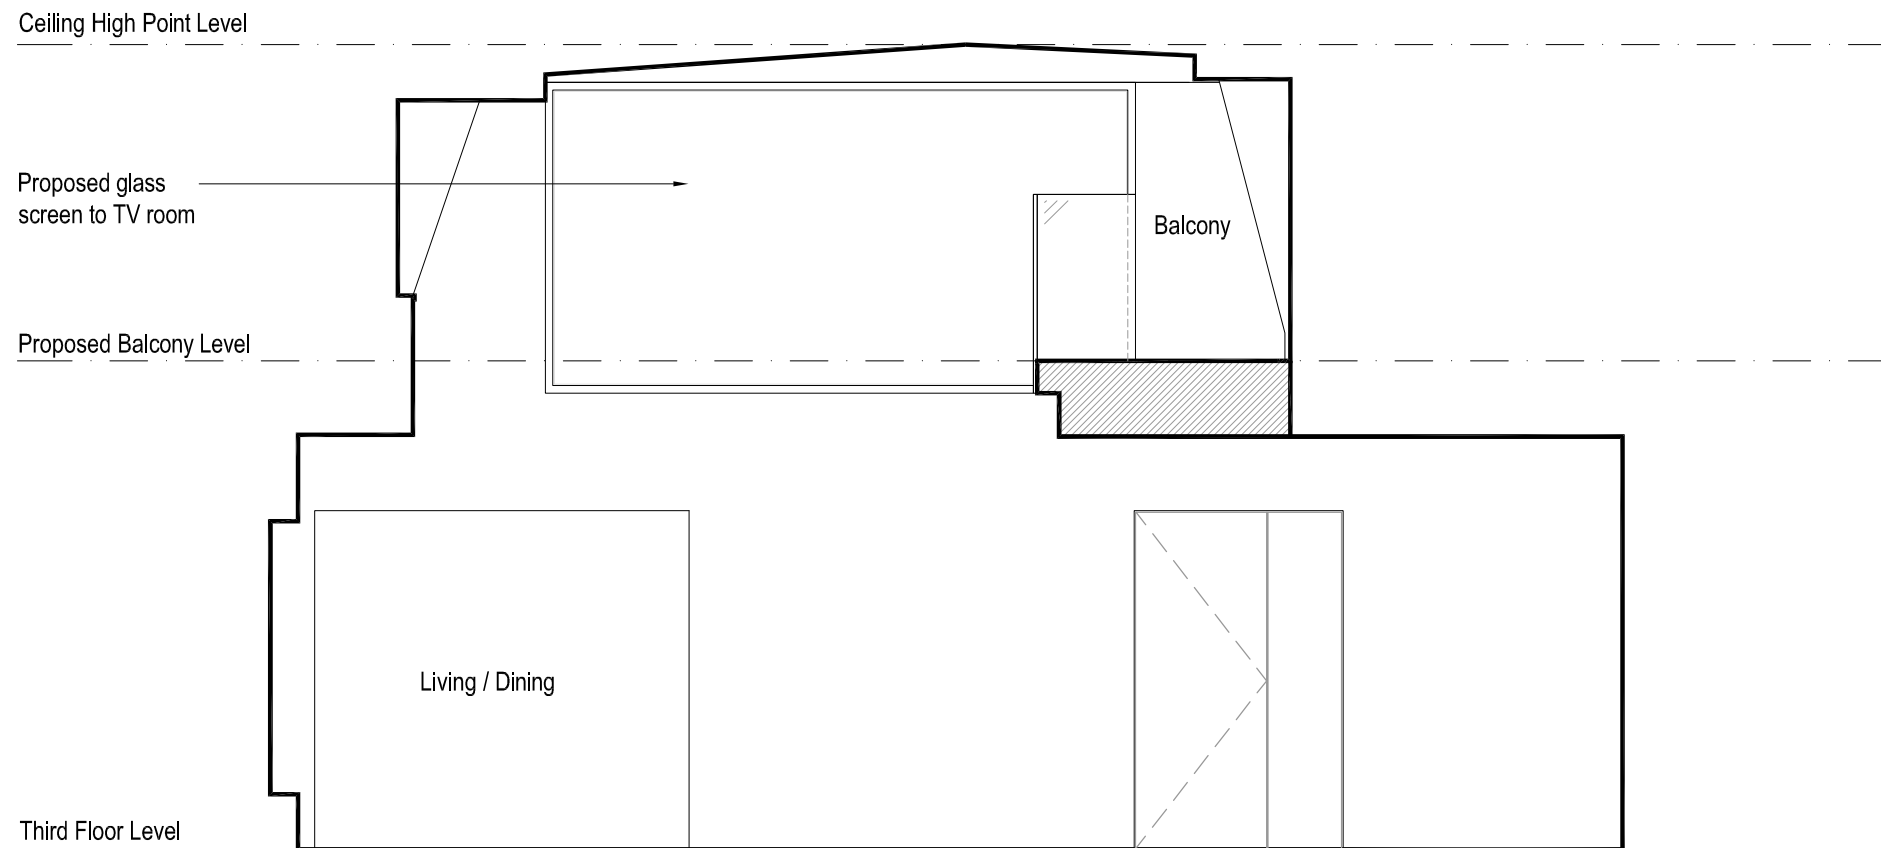 Ceiling High Point Level
Proposed glass
screen to TV room
Balcony
Proposed Balcony Level
Living / Dining
Third Floor Level